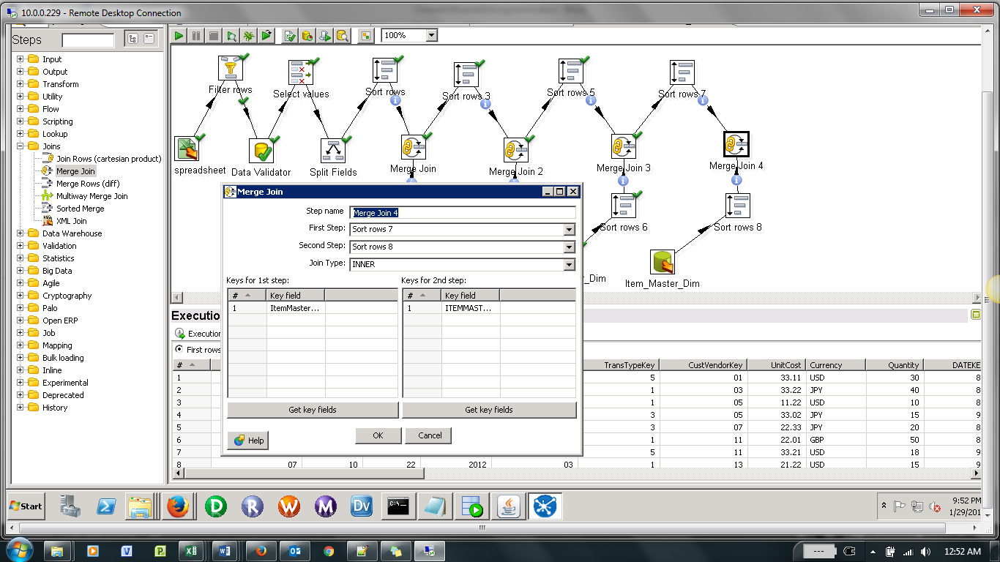 10.0.0.229 - Remote Desktop Connection
Steps
100%
Input
Output
Transform
Utility
Flow
Scripting
Lookup
Joins
Join Rows (cartesian product)
Merge Join
Merge Rows (diff)
Multiway Merge Join
Sorted Merge
XML Join
Data Warehouse
Validation
Statistics
Big Data
Agile
Cryptography
Palo
Open ERP
Job
Mapping
Bulk loading
Inline
Experimental
Deprecated
History
Filter rows
Select values
Sort rows
Sort rows 3
Sort rows 5
Sort rows 7
spreadsheet
Data Validator
Split Fields
Merge Join
Merge Join 2
Merge Join 3
Merge Join 4
Sort rows 6
Sort rows 8
_Dim
Item_Master_Dim
Merge Join
Step name Merge Join 4
First Step: Sort rows 7
Second Step: Sort rows 8
Join Type: INNER
Keys for 1st step: Keys for 2nd step:
# Key field # Key field
1 ItemMaster... 1 ITEMMAST...
Get key fields Get key fields
Help OK Cancel
Executio
Execution
First rows
# TransTypeKey CustVendorKey UnitCost Currency Quantity DATEKE
1 5 01 33.11 USD 30 8
2 1 03 33.22 JPY 40 8
3 1 05 11.22 USD 10 8
4 3 05 33.02 JPY 15 9
5 3 07 22.33 JPY 20 8
6 1 11 22.01 GBP 50 8
7 5 11 33.21 USD 18 9
8 07 10 22 2012 03 1 13 21.22 USD 15 9
Start
D
R
W
M
Dv
C:\
9:52 PM
1/29/201
V
P
---
12:52 AM